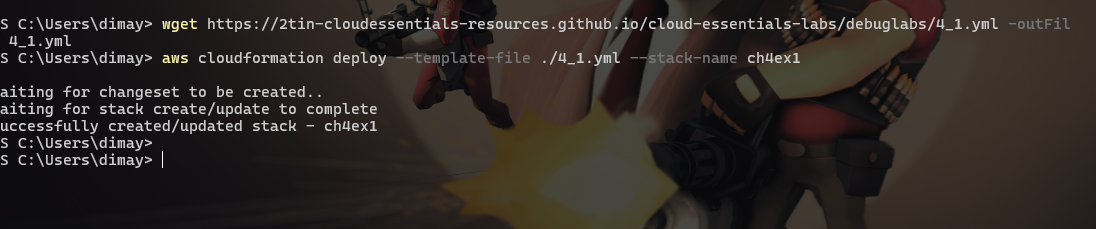 S C:\Users\dimay> wget https://2tin-cloudessentials-resources.github.io/cloud-essentials-labs/debuglabs/4_1.yml -outFil
 4_1.yml
S C:\Users\dimay> aws cloudformation deploy --template-file ./4_1.yml --stack-name ch4ex1
aiting for changeset to be created..
aiting for stack create/update to complete
uccessfully created/updated stack - ch4ex1
S C:\Users\dimay>
S C:\Users\dimay>